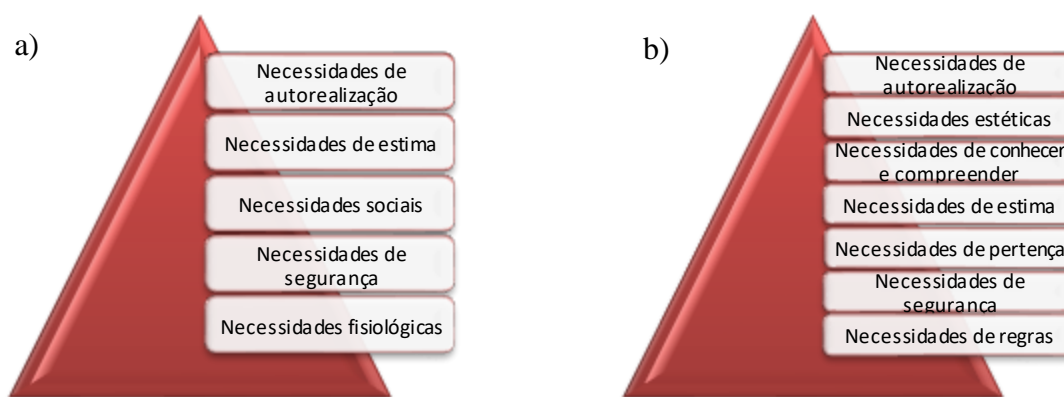 a)
Necessidades de
autorealização
Necessidades de estima
Necessidades sociais
Necessidades de
segurança
Necessidades fisiológicas
b)
Necessidades de
autorealização
Necessidades estéticas
Necessidades de conhecer
e compreender
Necessidades de estima
Necessidades de pertença
Necessidades de
segurança
Necessidades de regras